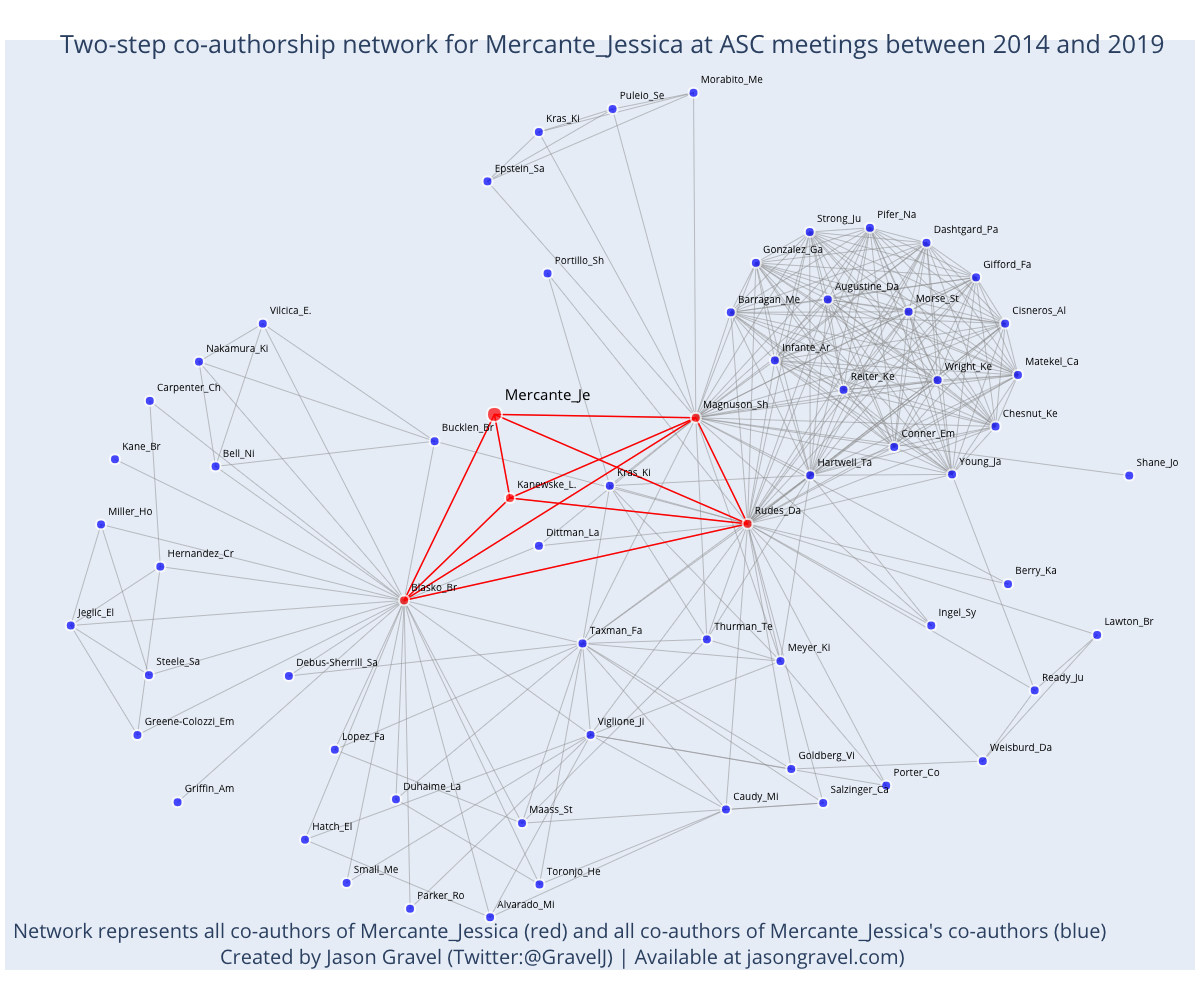 Two-step co-authorship network for Mercante_Jessica at ASC meetings between 2014 and 2019
Morabito_Me
Puleio_Se
Kras_Ki
Epstein_Sa
Strong_Ju
Pifer_Na
Dashtgard_Pa
Gonzalez_Ga
Portillo_Sh
Gifford_Fa
Augustine_Da
Barragan_Me
Morse_St
Vilcica_E.
Cisneros_Al
Nakamura_Ki
Infante_Ar
Matekel_Ca
Wright_Ke
Reiter_Ke
Carpenter_Ch
Mercante_Je
Magnuson_Sh
Chesnut_Ke
Bucklen_Br
Conner_Em
Kane_Br
Bell_Ni
Hartwell_Ta
Young_Ja
Shane_Jo
Kras_Ki
Kanewske_L.
Miller_Ho
Rudes_Da
Dittman_La
Hernandez_Cr
Berry_Ka
Blasko_Br
Jeglic_El
Ingel_Sy
Lawton_Br
Taxman_Fa
Thurman_Te
Meyer_Ki
Steele_Sa
Debus-Sherrill_Sa
Ready_Ju
Greene-Colozzi_Em
Viglione_Ji
Lopez_Fa
Weisburd_Da
Goldberg_Vi
Porter_Co
Griffin_Am
Duhaime_La
Salzinger_Ca
Caudy_Mi
Maass_St
Hatch_El
Small_Me
Toronjo_He
Parker_Ro
Alvarado_Mi
Network represents all co-authors of Mercante_Jessica (red) and all co-authors of Mercante_Jessica's co-authors (blue)
Created by Jason Gravel (Twitter:@GravelJ) | Available at jasongravel.com)